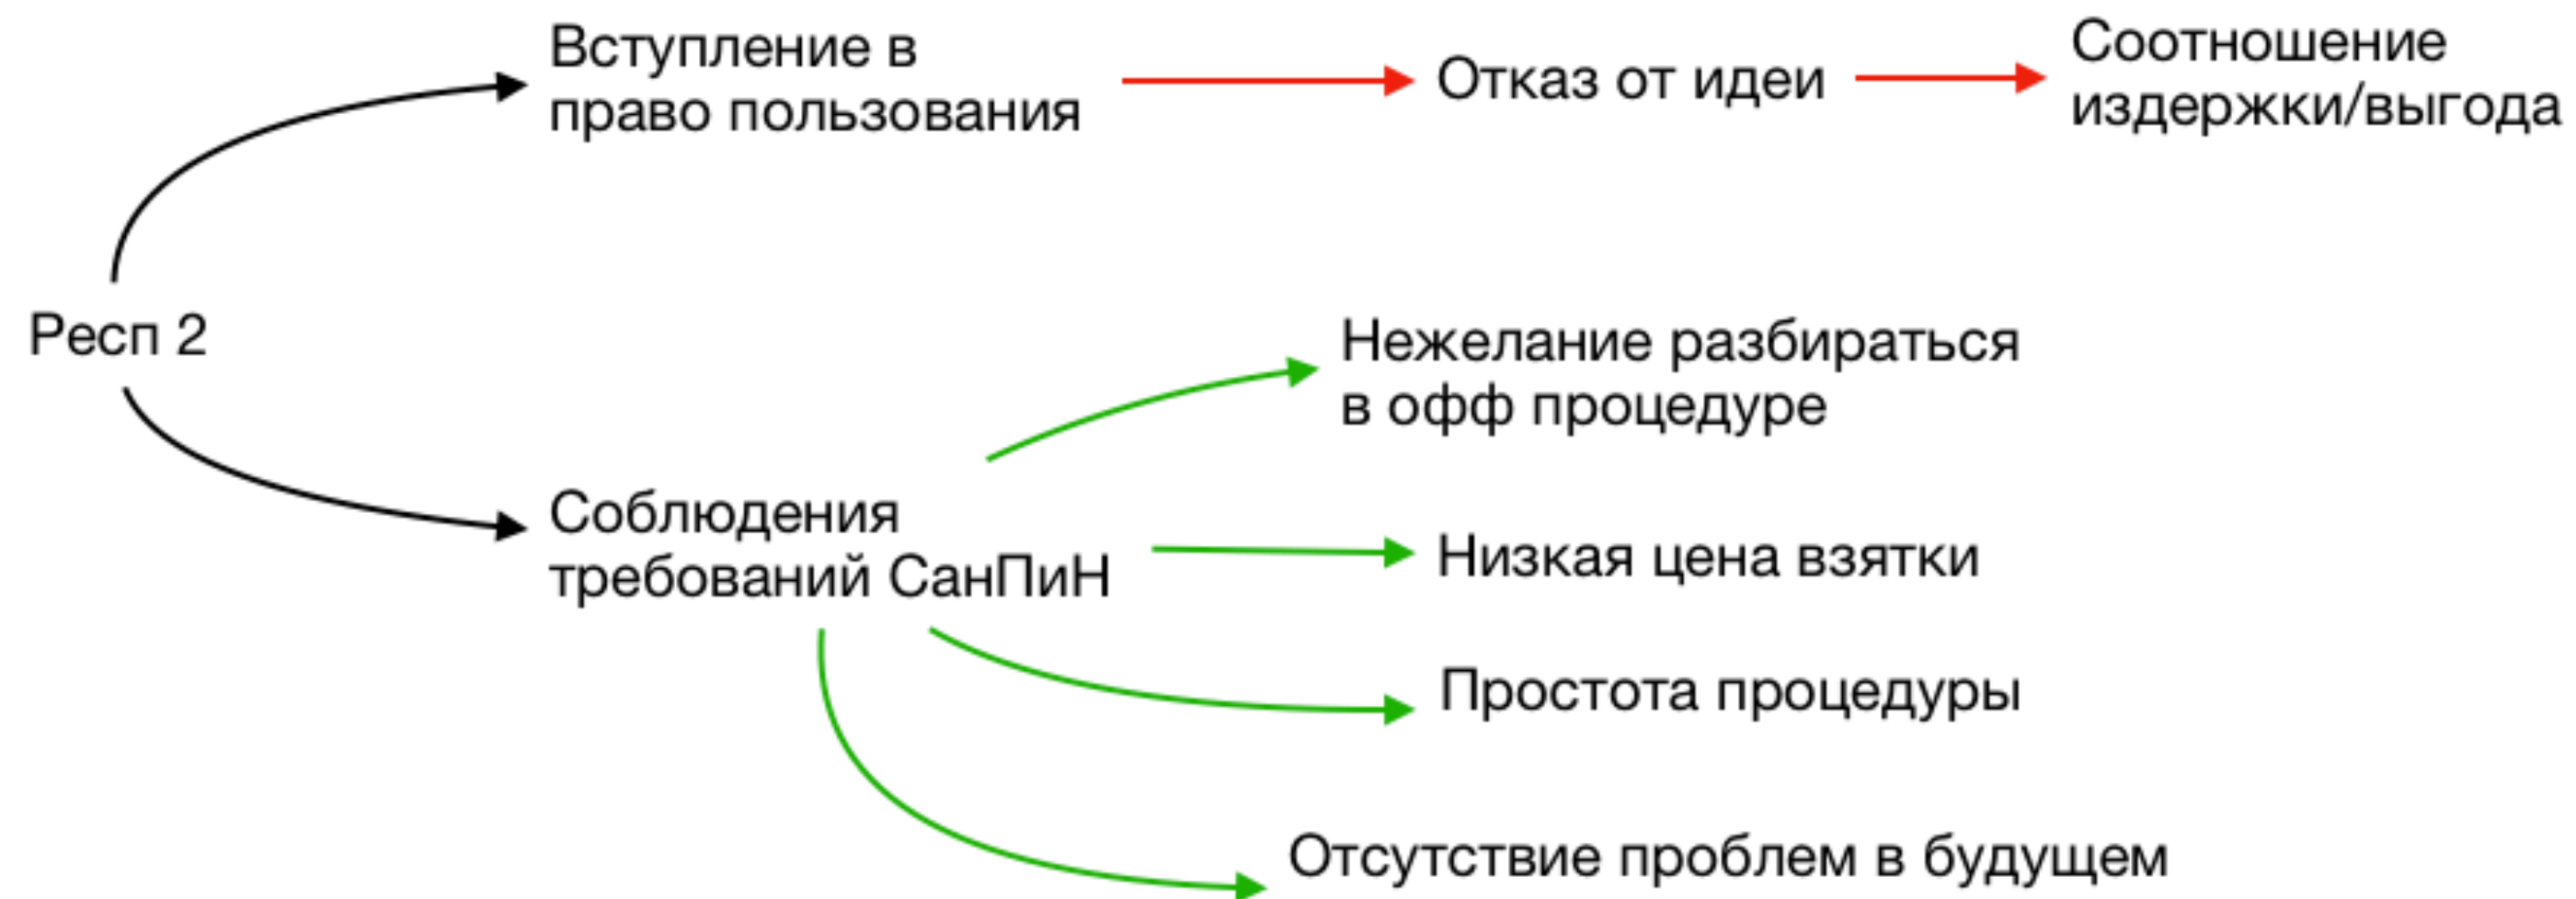 Вступление в
право пользования
Отказ от идеи
Соотношение
издержки/выгода
Респ 2
Нежелание разбираться
в офф процедуре
Соблюдения
требований СанПиН
Низкая цена взятки
Простота процедуры
Отсутствие проблем в будущем